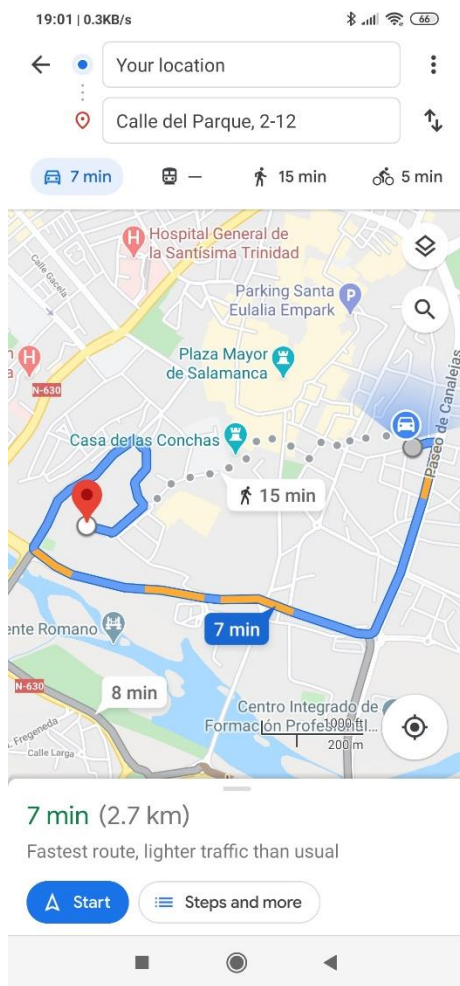 19:01 | 0.3KB/s
66
Your location
Calle del Parque, 2-12
7 min
—
15 min
5 min
Hospital General de
la Santísima Trinidad
Calle Gacela
Parking Santa
Eulalia Empark
P
H
H
Plaza Mayor
de Salamanca
N-630
Paseo de Canalejas
Casa de las Conchas
15 min
7 min
ente Romano
N-630
8 min
Centro Integrado de
Formación Profesional...
1000 ft
200 m
Fregeneda
Calle Larga
7 min (2.7 km)
Fastest route, lighter traffic than usual
Start
Steps and more